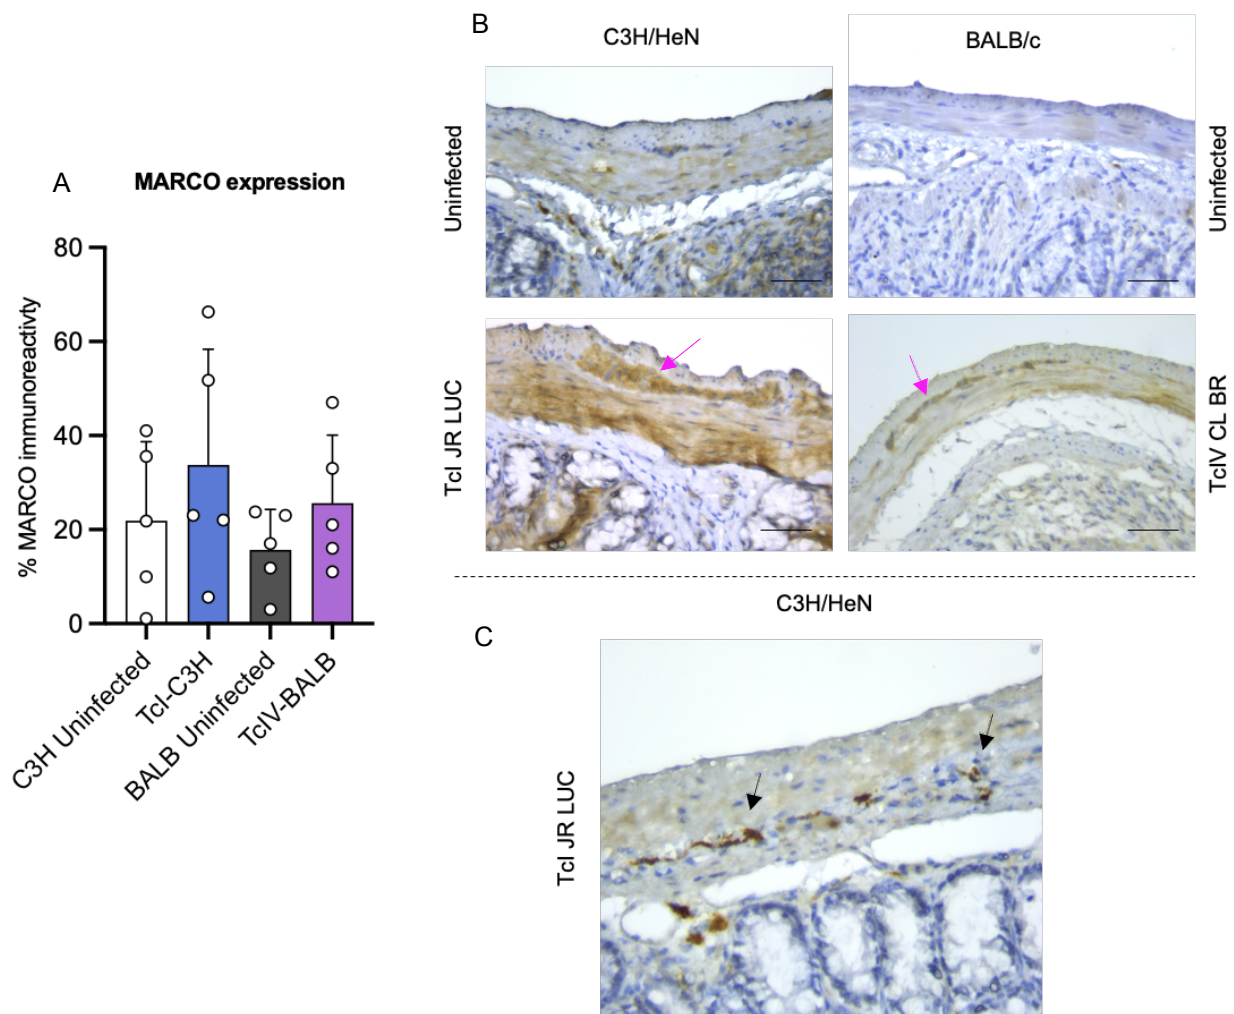 A
MARCO expression
% MARCO immunoreactivty
80
60
40
20
0
C3H Uninfected
TcI-C3H
BALB Uninfected
TcIV-BALB
B
C3H/HeN
BALB/c
Uninfected
Uninfected
TcI JR LUC
TcIV CL BR
C3H/HeN
C
TcI JR LUC